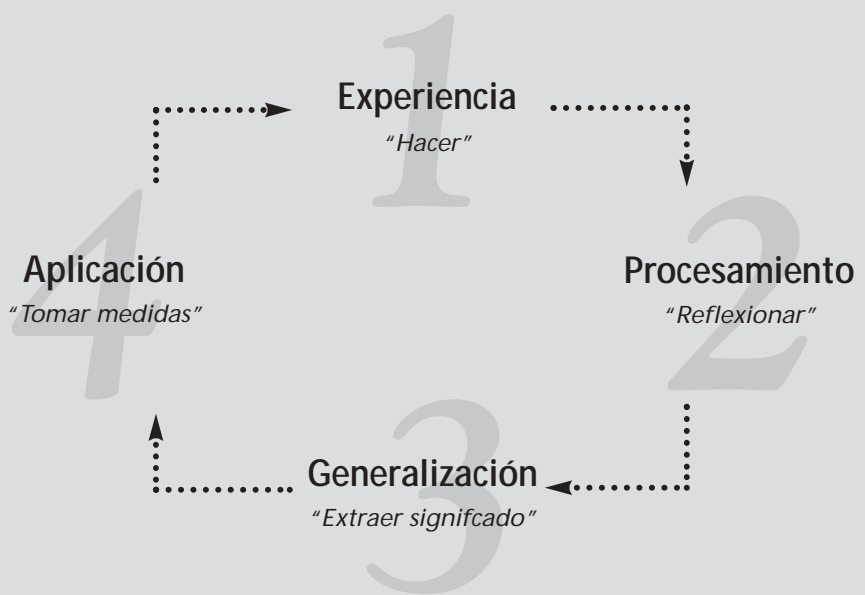 1
Experiencia
“Hacer”
2
Procesamiento
“Reflexionar”
3
Generalización
“Extraer signifcado”
4
Aplicación
“Tomar medidas”